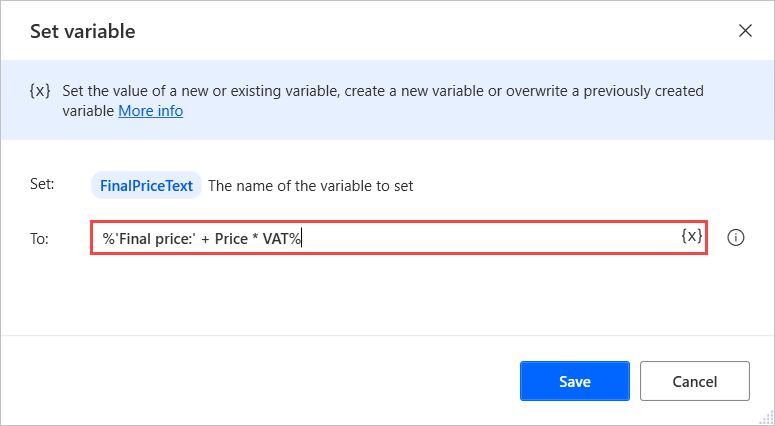 Set variable
{x} Set the value of a new or existing variable, create a new variable or overwrite a previously created
variable More info
Set: FinalPriceText The name of the variable to set
To: %'Final price:' + Price * VAT% {x}
Save Cancel